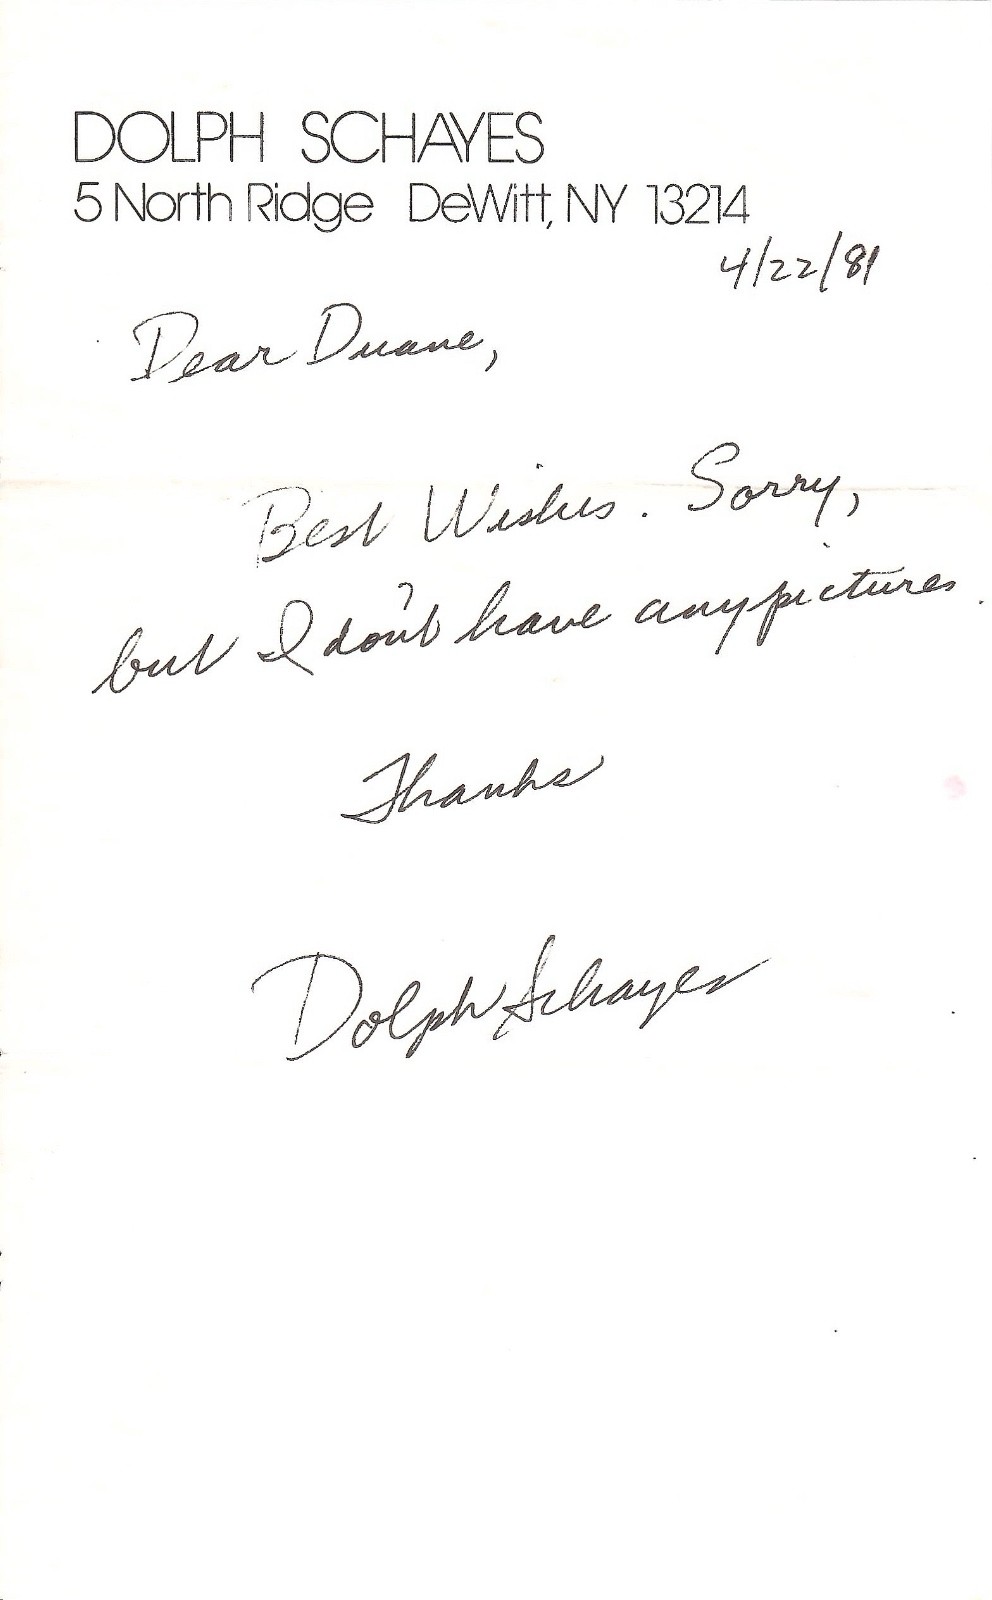 DOLPH SCHAYES
5 North Ridge DeWitt, NY 13214
4/22/81
Dear Duane,
Best Wishes. Sorry,
but I don't have any pictures.
Thanks
Dolph Schayes